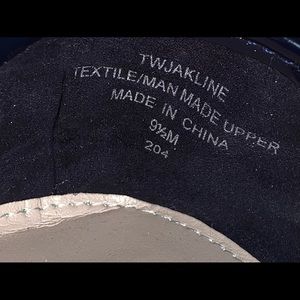 TWJAKLINE
TEXTILE/MAN MADE UPPER
MADE IN CHINA
9½M
204